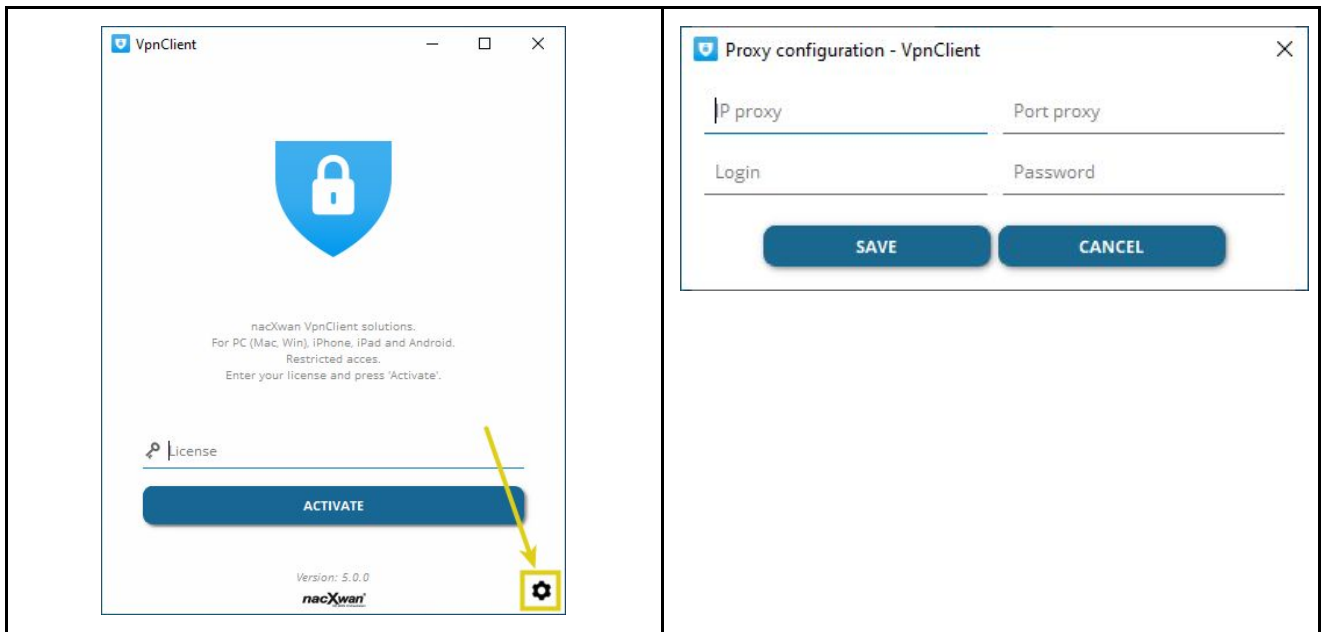 VpnClient
nacXwan VpnClient solutions.
For PC (Mac, Win), iPhone, iPad and Android.
Restricted acces.
Enter your license and press 'Activate'.
License
ACTIVATE
Version: 5.0.0
nacXwan
Proxy configuration - VpnClient
IP proxy
Port proxy
Login
Password
SAVE
CANCEL